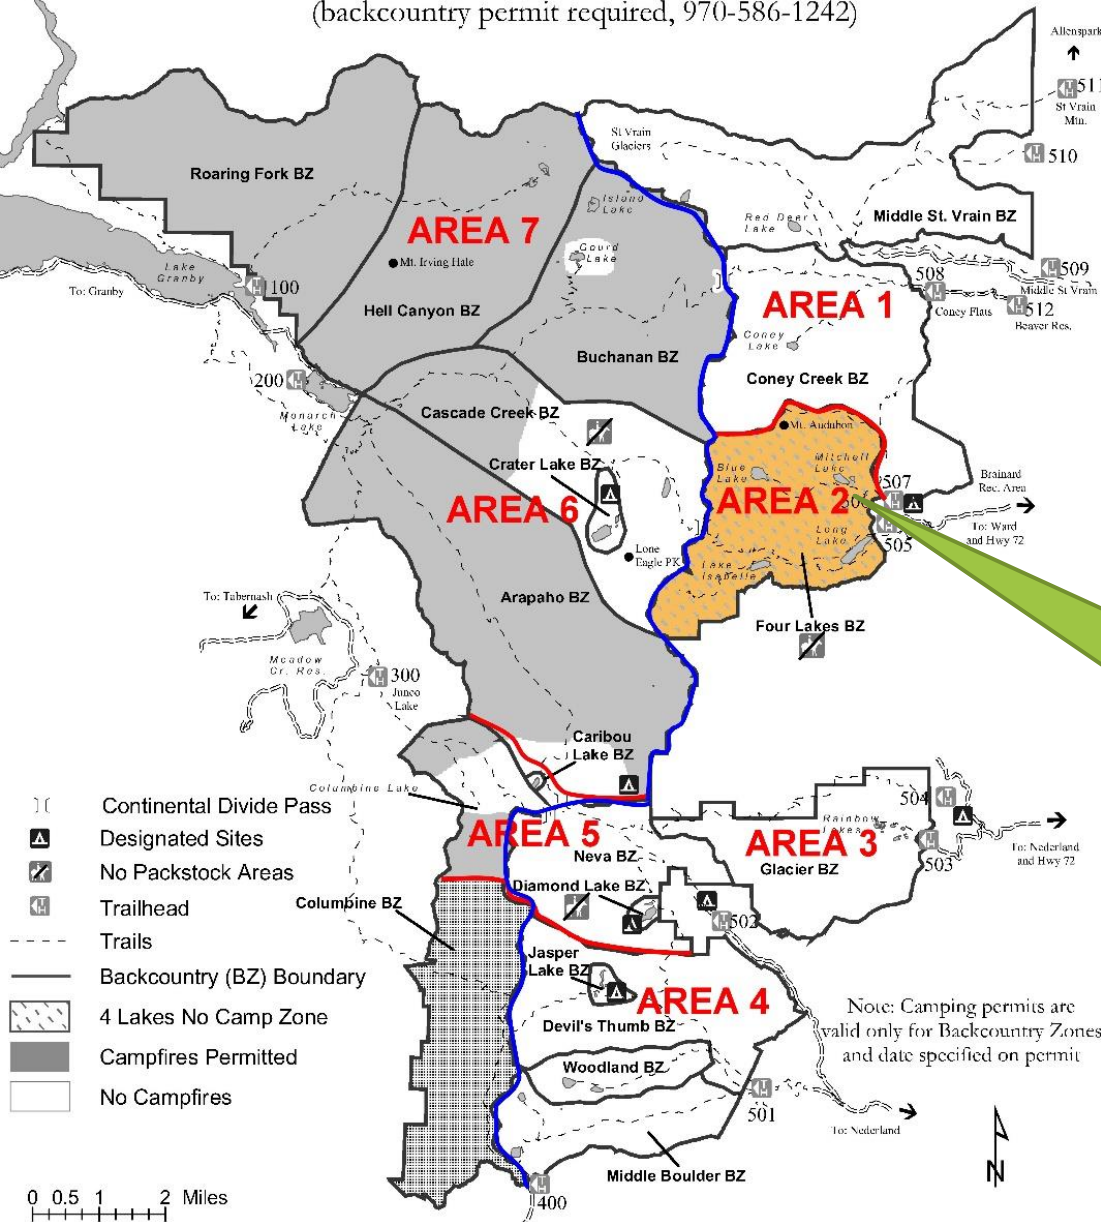 (backcountry permit required, 970-586-1242)
Allenspark
511
St Vrain
Mtn.
St Vrain
Glaciers
510
Roaring Fork BZ
Island
Lake
Red Deer
Lake
Middle St. Vrain BZ
AREA 7
Gourd
Lake
Mt. Irving Hale
Lake
Granby
To: Granby
100
508
509
Middle St Vrain
AREA 1
Coney Flats
512
Beaver Res.
Hell Canyon BZ
Coney
Lake
Buchanan BZ
Coney Creek BZ
200
Monarch
Lake
Cascade Creek BZ
Mt. Audubon
Crater Lake BZ
Blue
Lake
Mitchell
Lake
507
Brainard
Rec. Area
AREA 6
AREA 2
506
To: Ward
and Hwy 72
Long
Lake
505
Lone
Eagle PK
Lake
Isabelle
Arapaho BZ
To: Tabernash
Four Lakes BZ
Meadow
Cr. Res.
300
Junco
Lake
Caribou
Lake BZ
Columbine Lake
504
Rainbow
Lakes
AREA 5
AREA 3
To: Nederland
and Hwy 72
503
Neva BZ
Glacier BZ
Diamond Lake BZ
Columbine BZ
502
Jasper
Lake BZ
AREA 4
Devil's Thumb BZ
Woodland BZ
501
To: Nederland
Middle Boulder BZ
400
Continental Divide Pass
Designated Sites
No Packstock Areas
Trailhead
Trails
Backcountry (BZ) Boundary
4 Lakes No Camp Zone
Campfires Permitted
No Campfires
Note: Camping permits are
valid only for Backcountry Zones
and date specified on permit
N
0 0.5 1 2 Miles